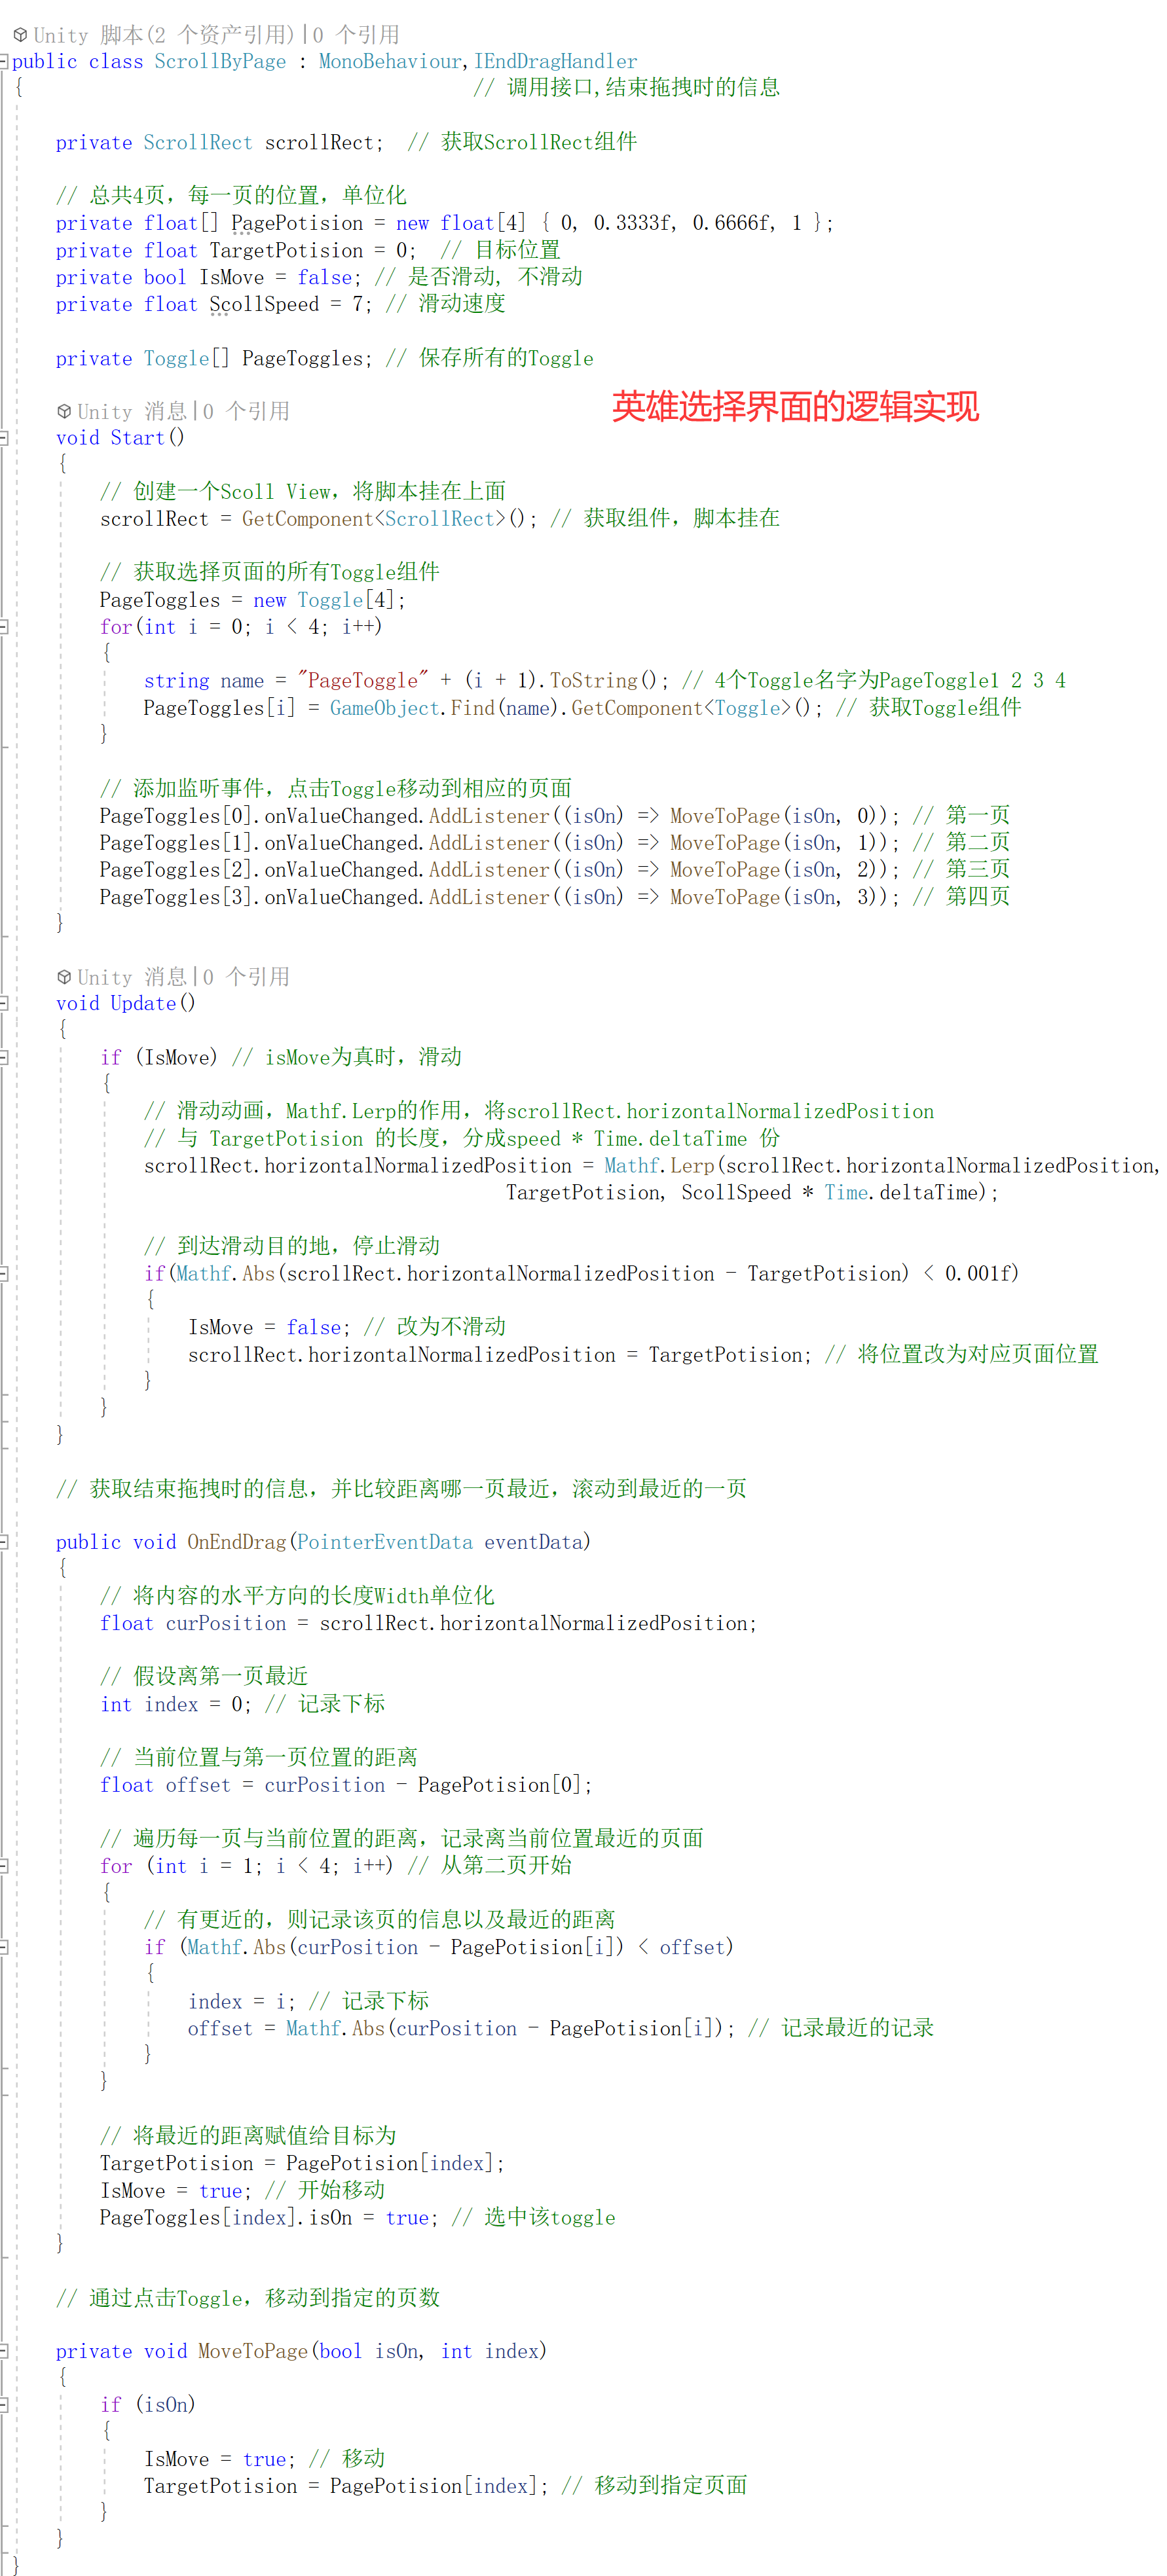 Unity 脚本(2 个资产引用)|0 个引用
public class ScrollByPage : MonoBehaviour,IEndDragHandler
{ // 调用接口,结束拖拽时的信息
private ScrollRect scrollRect; // 获取ScrollRect组件
// 总共4页，每一页的位置，单位化
private float[] PagePotision = new float[4] { 0, 0.3333f, 0.6666f, 1 };
private float TargetPotision = 0; // 目标位置
private bool IsMove = false; // 是否滑动, 不滑动
private float ScollSpeed = 7; // 滑动速度
private Toggle[] PageToggles; // 保存所有的Toggle
英雄选择界面的逻辑实现
Unity 消息|0 个引用
void Start()
{
// 创建一个Scoll View，将脚本挂在上面
scrollRect = GetComponent<ScrollRect>(); // 获取组件，脚本挂在
// 获取选择页面的所有Toggle组件
PageToggles = new Toggle[4];
for(int i = 0; i < 4; i++)
{
string name = "PageToggle" + (i + 1).ToString(); // 4个Toggle名字为PageToggle1 2 3 4
PageToggles[i] = GameObject.Find(name).GetComponent<Toggle>(); // 获取Toggle组件
}
// 添加监听事件，点击Toggle移动到相应的页面
PageToggles[0].onValueChanged.AddListener((isOn) => MoveToPage(isOn, 0)); // 第一页
PageToggles[1].onValueChanged.AddListener((isOn) => MoveToPage(isOn, 1)); // 第二页
PageToggles[2].onValueChanged.AddListener((isOn) => MoveToPage(isOn, 2)); // 第三页
PageToggles[3].onValueChanged.AddListener((isOn) => MoveToPage(isOn, 3)); // 第四页
}
Unity 消息|0 个引用
void Update()
{
if (IsMove) // isMove为真时，滑动
{
// 滑动动画，Mathf.Lerp的作用，将scrollRect.horizontalNormalizedPosition
// 与 TargetPotision 的长度，分成speed * Time.deltaTime 份
scrollRect.horizontalNormalizedPosition = Mathf.Lerp(scrollRect.horizontalNormalizedPosition,
TargetPotision, ScollSpeed * Time.deltaTime);
// 到达滑动目的地，停止滑动
if(Mathf.Abs(scrollRect.horizontalNormalizedPosition - TargetPotision) < 0.001f)
{
IsMove = false; // 改为不滑动
scrollRect.horizontalNormalizedPosition = TargetPotision; // 将位置改为对应页面位置
}
}
}
// 获取结束拖拽时的信息，并比较距离哪一页最近，滚动到最近的一页
public void OnEndDrag(PointerEventData eventData)
{
// 将内容的水平方向的长度Width单位化
float curPosition = scrollRect.horizontalNormalizedPosition;
// 假设离第一页最近
int index = 0; // 记录下标
// 当前位置与第一页位置的距离
float offset = curPosition - PagePotision[0];
// 遍历每一页与当前位置的距离，记录离当前位置最近的页面
for (int i = 1; i < 4; i++) // 从第二页开始
{
// 有更近的，则记录该页的信息以及最近的距离
if (Mathf.Abs(curPosition - PagePotision[i]) < offset)
{
index = i; // 记录下标
offset = Mathf.Abs(curPosition - PagePotision[i]); // 记录最近的记录
}
}
// 将最近的距离赋值给目标为
TargetPotision = PagePotision[index];
IsMove = true; // 开始移动
PageToggles[index].isOn = true; // 选中该toggle
}
// 通过点击Toggle，移动到指定的页数
private void MoveToPage(bool isOn, int index)
{
if (isOn)
{
IsMove = true; // 移动
TargetPotision = PagePotision[index]; // 移动到指定页面
}
}
}